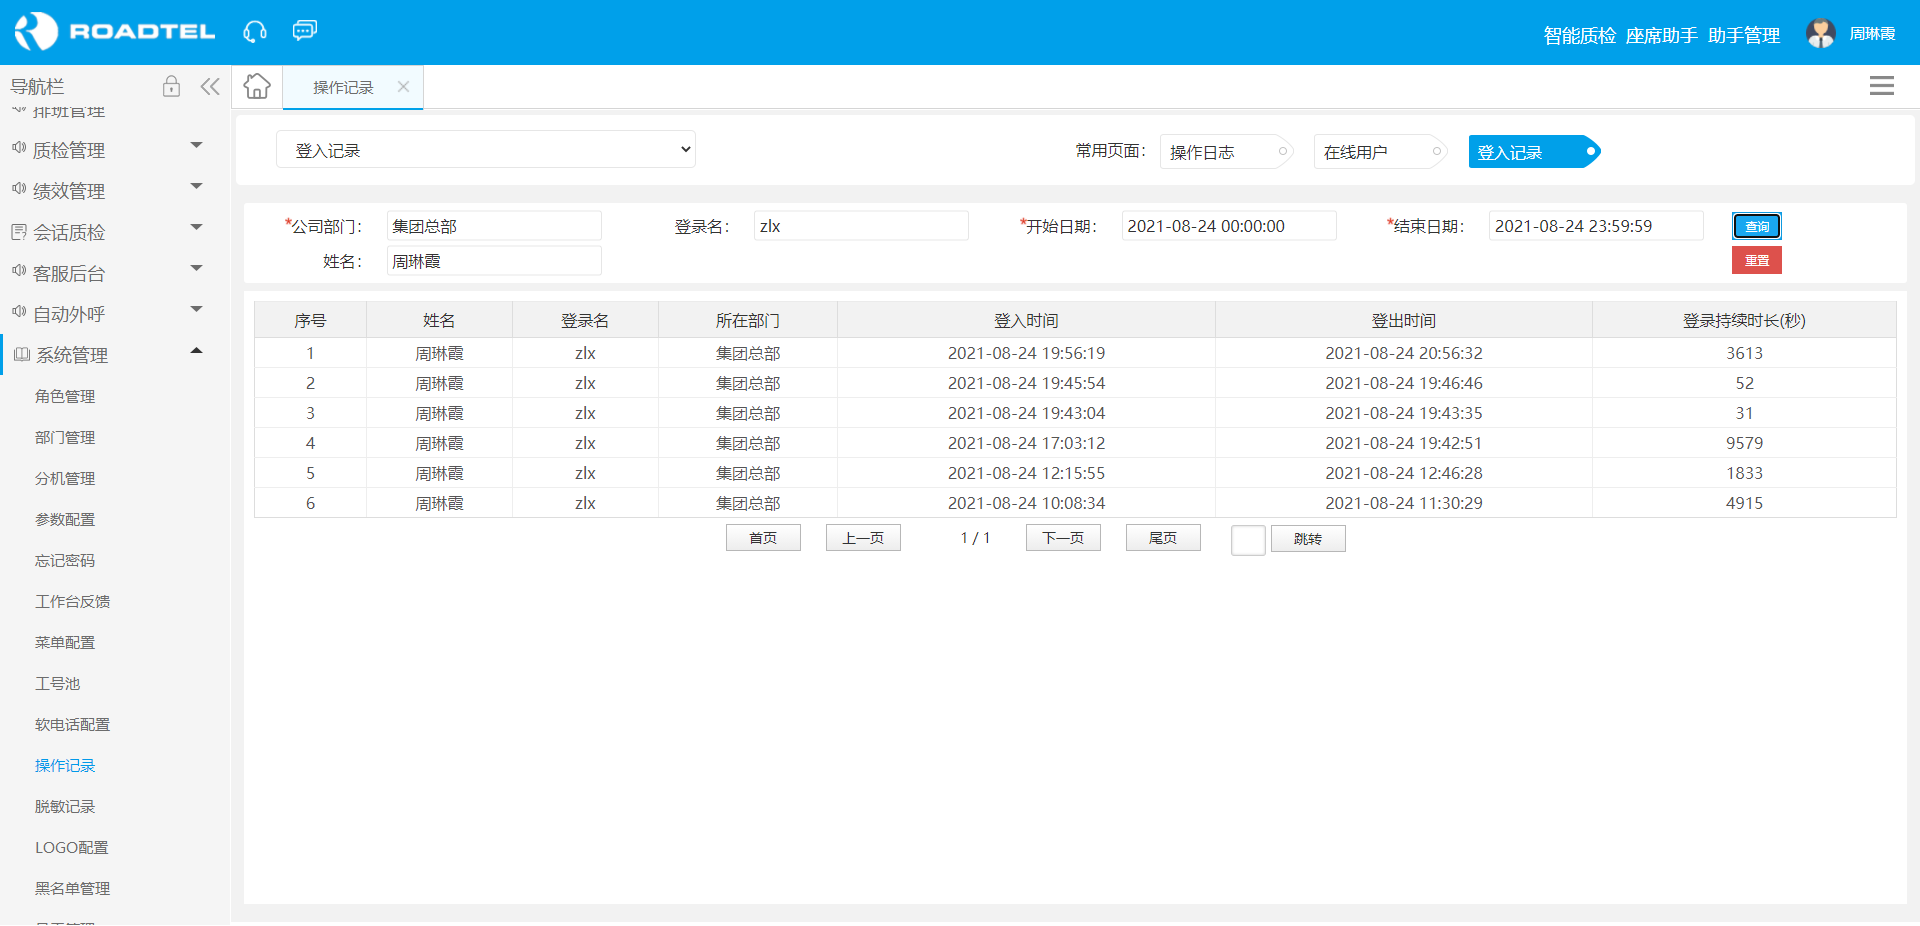 ROADTEL
智能质检 座席助手 助手管理 周琳霞
导航栏
操作记录
排班管理
质检管理
绩效管理
会话质检
客服后台
自动外呼
系统管理
角色管理
部门管理
分机管理
参数配置
忘记密码
工作台反馈
菜单配置
工号池
软电话配置
操作记录
脱敏记录
LOGO配置
黑名单管理
登入记录
常用页面： 操作日志 在线用户 登入记录
*公司部门： 集团总部 登录名： zlx *开始日期： 2021-08-24 00:00:00 *结束日期： 2021-08-24 23:59:59 查询
姓名： 周琳霞 重置
序号 姓名 登录名 所在部门 登入时间 登出时间 登录持续时长(秒)
1 周琳霞 zlx 集团总部 2021-08-24 19:56:19 2021-08-24 20:56:32 3613
2 周琳霞 zlx 集团总部 2021-08-24 19:45:54 2021-08-24 19:46:46 52
3 周琳霞 zlx 集团总部 2021-08-24 19:43:04 2021-08-24 19:43:35 31
4 周琳霞 zlx 集团总部 2021-08-24 17:03:12 2021-08-24 19:42:51 9579
5 周琳霞 zlx 集团总部 2021-08-24 12:15:55 2021-08-24 12:46:28 1833
6 周琳霞 zlx 集团总部 2021-08-24 10:08:34 2021-08-24 11:30:29 4915
首页 上一页 1 / 1 下一页 尾页 跳转